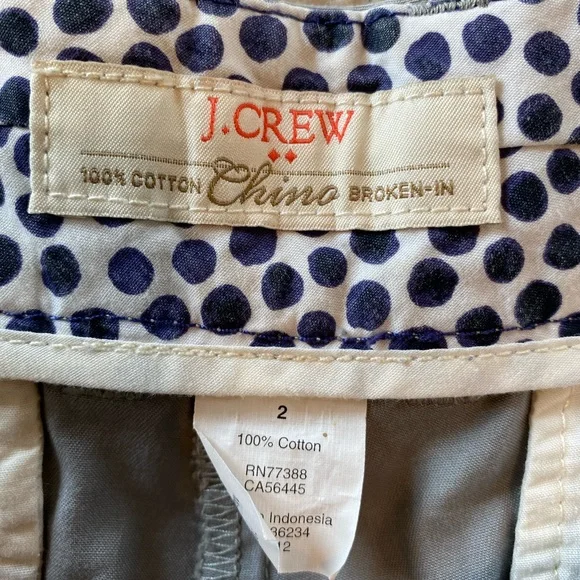 J.CREW
100% COTTON Chino BROKEN-IN
2
100% Cotton
RN77388
CA56445
Indonesia